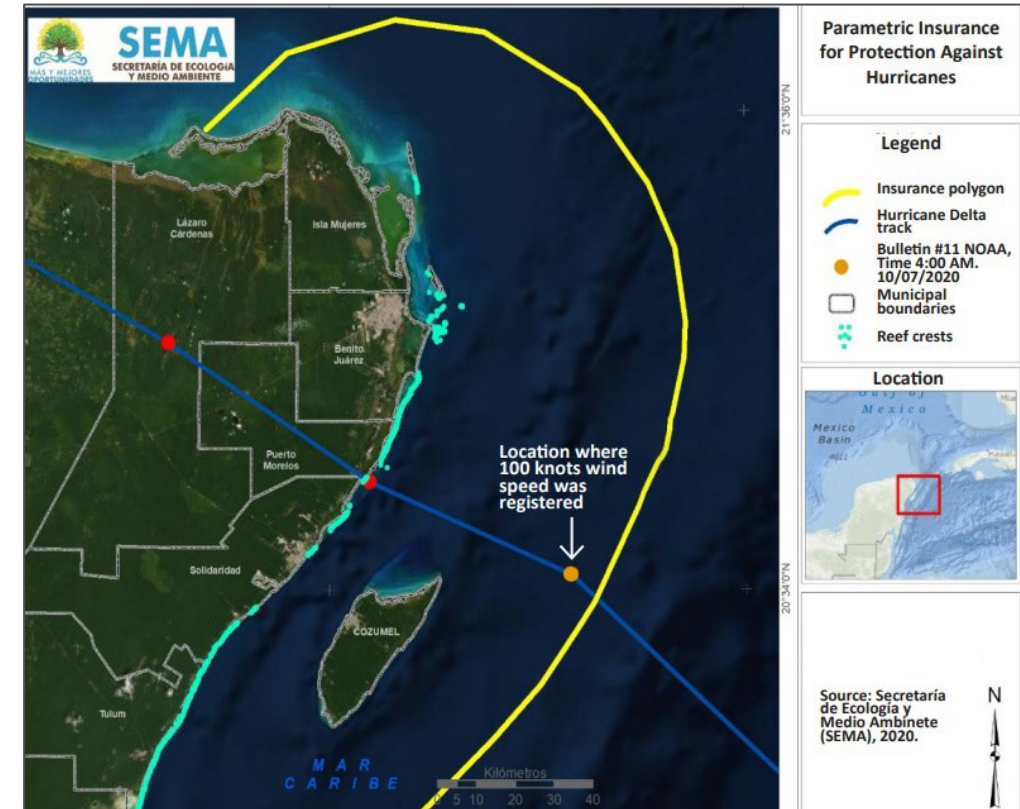 SEMA
SECRETARÍA DE ECOLOGÍA
Y MEDIO AMBIENTE
MÁS Y MEJORES
OPORTUNIDADES
Lázaro
Cárdenas
Isla Mujeres
Benito
Juárez
Puerto
Morelos
Solidaridad
COZUMEL
Tulum
Location where
100 knots wind
speed was
registered
MAR
CARIBE
Kilómetros
0 5 10 20 30 40
21°36'0"N
20°34'0"N
Parametric Insurance
for Protection Against
Hurricanes
Legend
Insurance polygon
Hurricane Delta
track
Bulletin #11 NOAA,
Time 4:00 AM.
10/07/2020
Municipal
boundaries
Reef crests
Location
Gulf of
Mexico
Mexico
Basin
Source: Secretaría
de Ecología y
Medio Ambinete
(SEMA), 2020.
N